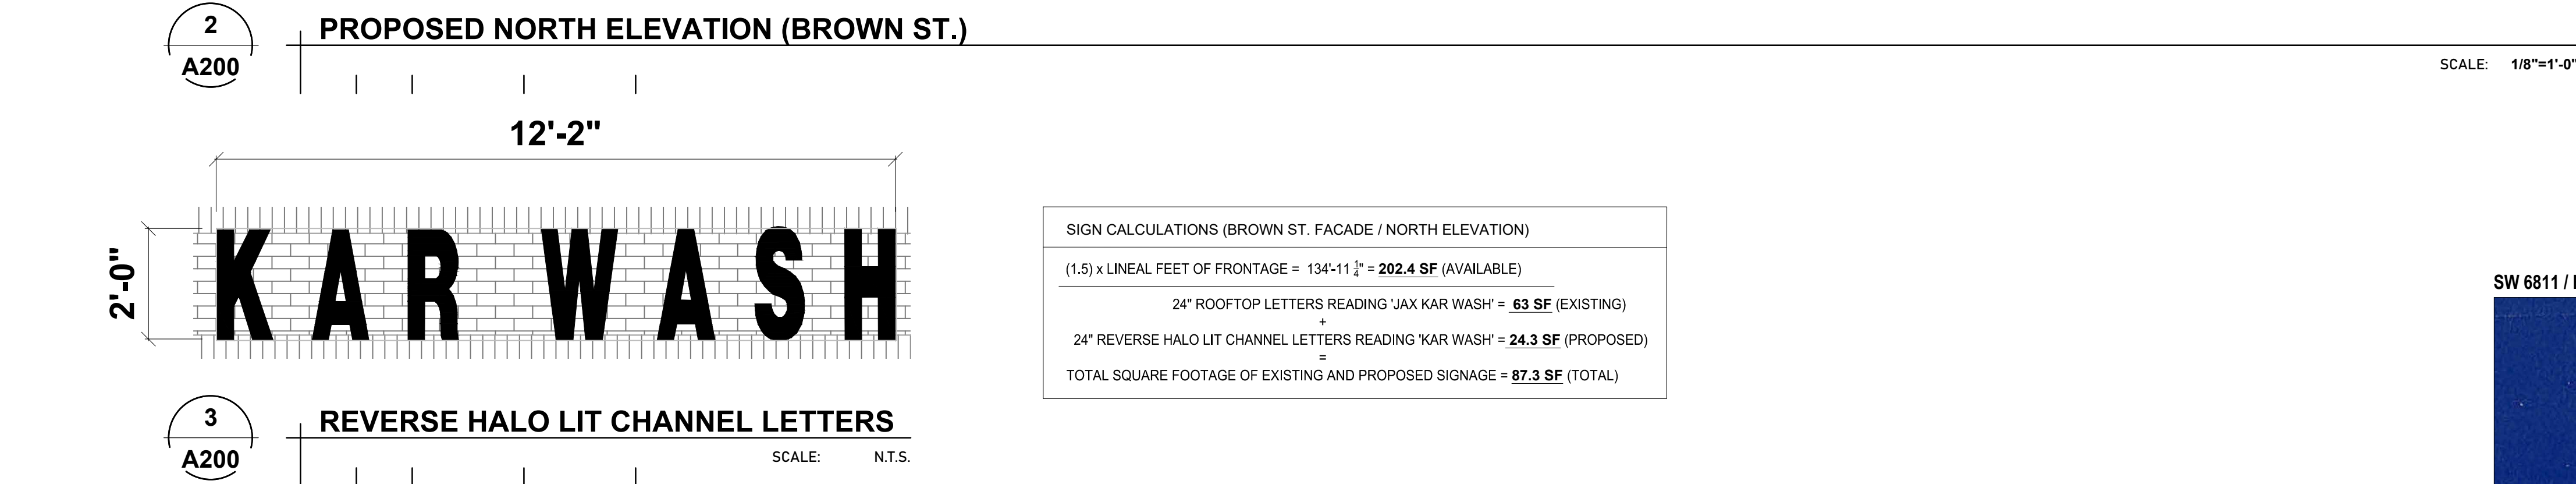 2
A200
PROPOSED NORTH ELEVATION (BROWN ST.)
SCALE: 1/8"=1'-0"
12'-2"
2'-0"
KAR WASH
SIGN CALCULATIONS (BROWN ST. FACADE / NORTH ELEVATION)
(1.5) x LINEAL FEET OF FRONTAGE = 134'-11 1/4" = 202.4 SF (AVAILABLE)
24" ROOFTOP LETTERS READING 'JAX KAR WASH' = 63 SF (EXISTING)
+
24" REVERSE HALO LIT CHANNEL LETTERS READING 'KAR WASH' = 24.3 SF (PROPOSED)
=
TOTAL SQUARE FOOTAGE OF EXISTING AND PROPOSED SIGNAGE = 87.3 SF (TOTAL)
SW 6811 /
3
A200
REVERSE HALO LIT CHANNEL LETTERS
SCALE: N.T.S.